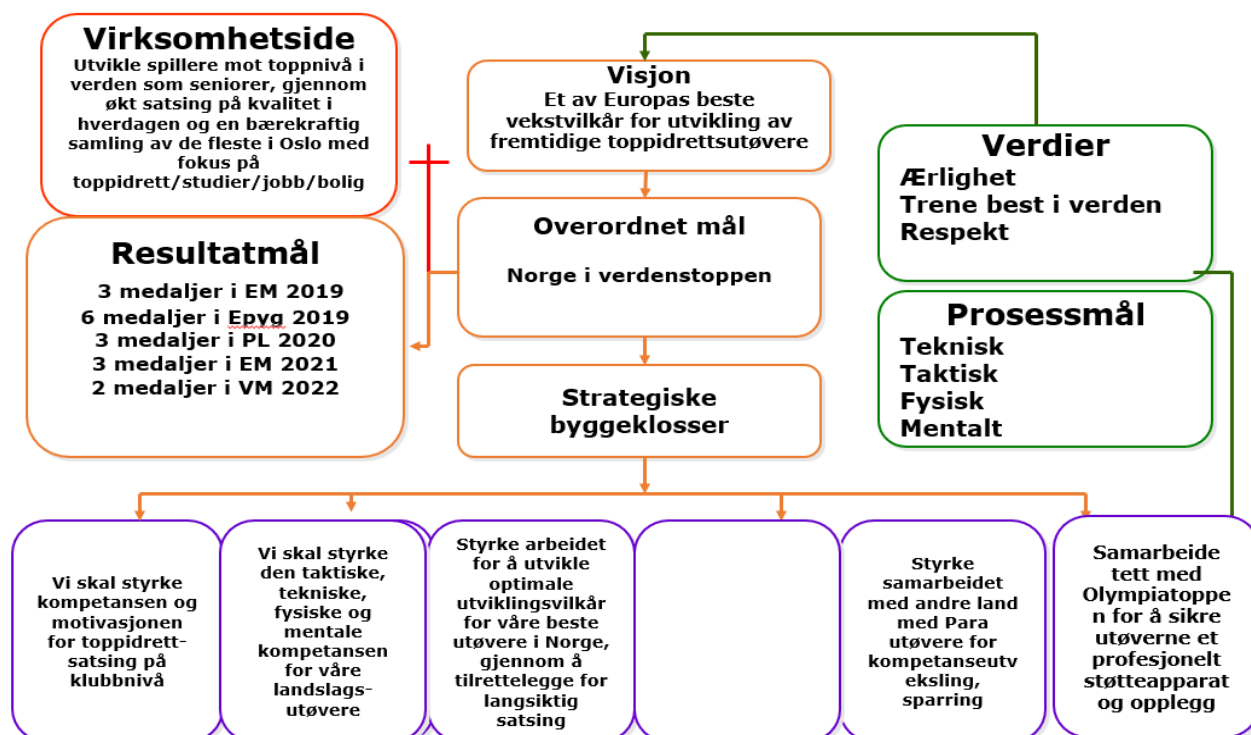 Virksomhetside
Utvikle spillere mot toppnivå i
verden som seniorer, gjennom
økt satsing på kvalitet i
hverdagen og en bærekraftig
samling av de fleste i Oslo med
fokus på
toppidrett/studier/jobb/bolig
Visjon
Et av Europas beste
vekstvilkår for utvikling av
fremtidige toppidrettsutøvere
Verdier
Ærlighet
Trene best i verden
Respekt
Resultatmål
3 medaljer i EM 2019
6 medaljer i Epyg 2019
3 medaljer i PL 2020
3 medaljer i EM 2021
2 medaljer i VM 2022
Overordnet mål
Norge i verdenstoppen
Prosessmål
Teknisk
Taktisk
Fysisk
Mentalt
Strategiske
byggeklosser
Vi skal styrke
kompetansen og
motivasjonen
for toppidrett-
satsing på
klubbnivå
Vi skal styrke
den taktiske,
tekniske,
fysiske og
mentale
kompetansen
for våre
landslags-
utøvere
Styrke arbeidet
for å utvikle
optimale
utviklingsvilkår
for våre beste
utøvere i Norge,
gjennom å
tilrettelegge for
langsiktig
satsing
Styrke
samarbeidet
med andre land
med Para
utøvere for
kompetanseutv
eksling,
sparring
Samarbeide
tett med
Olympiatoppe
n for å sikre
utøverne et
profesjonelt
støtteapparat
og opplegg